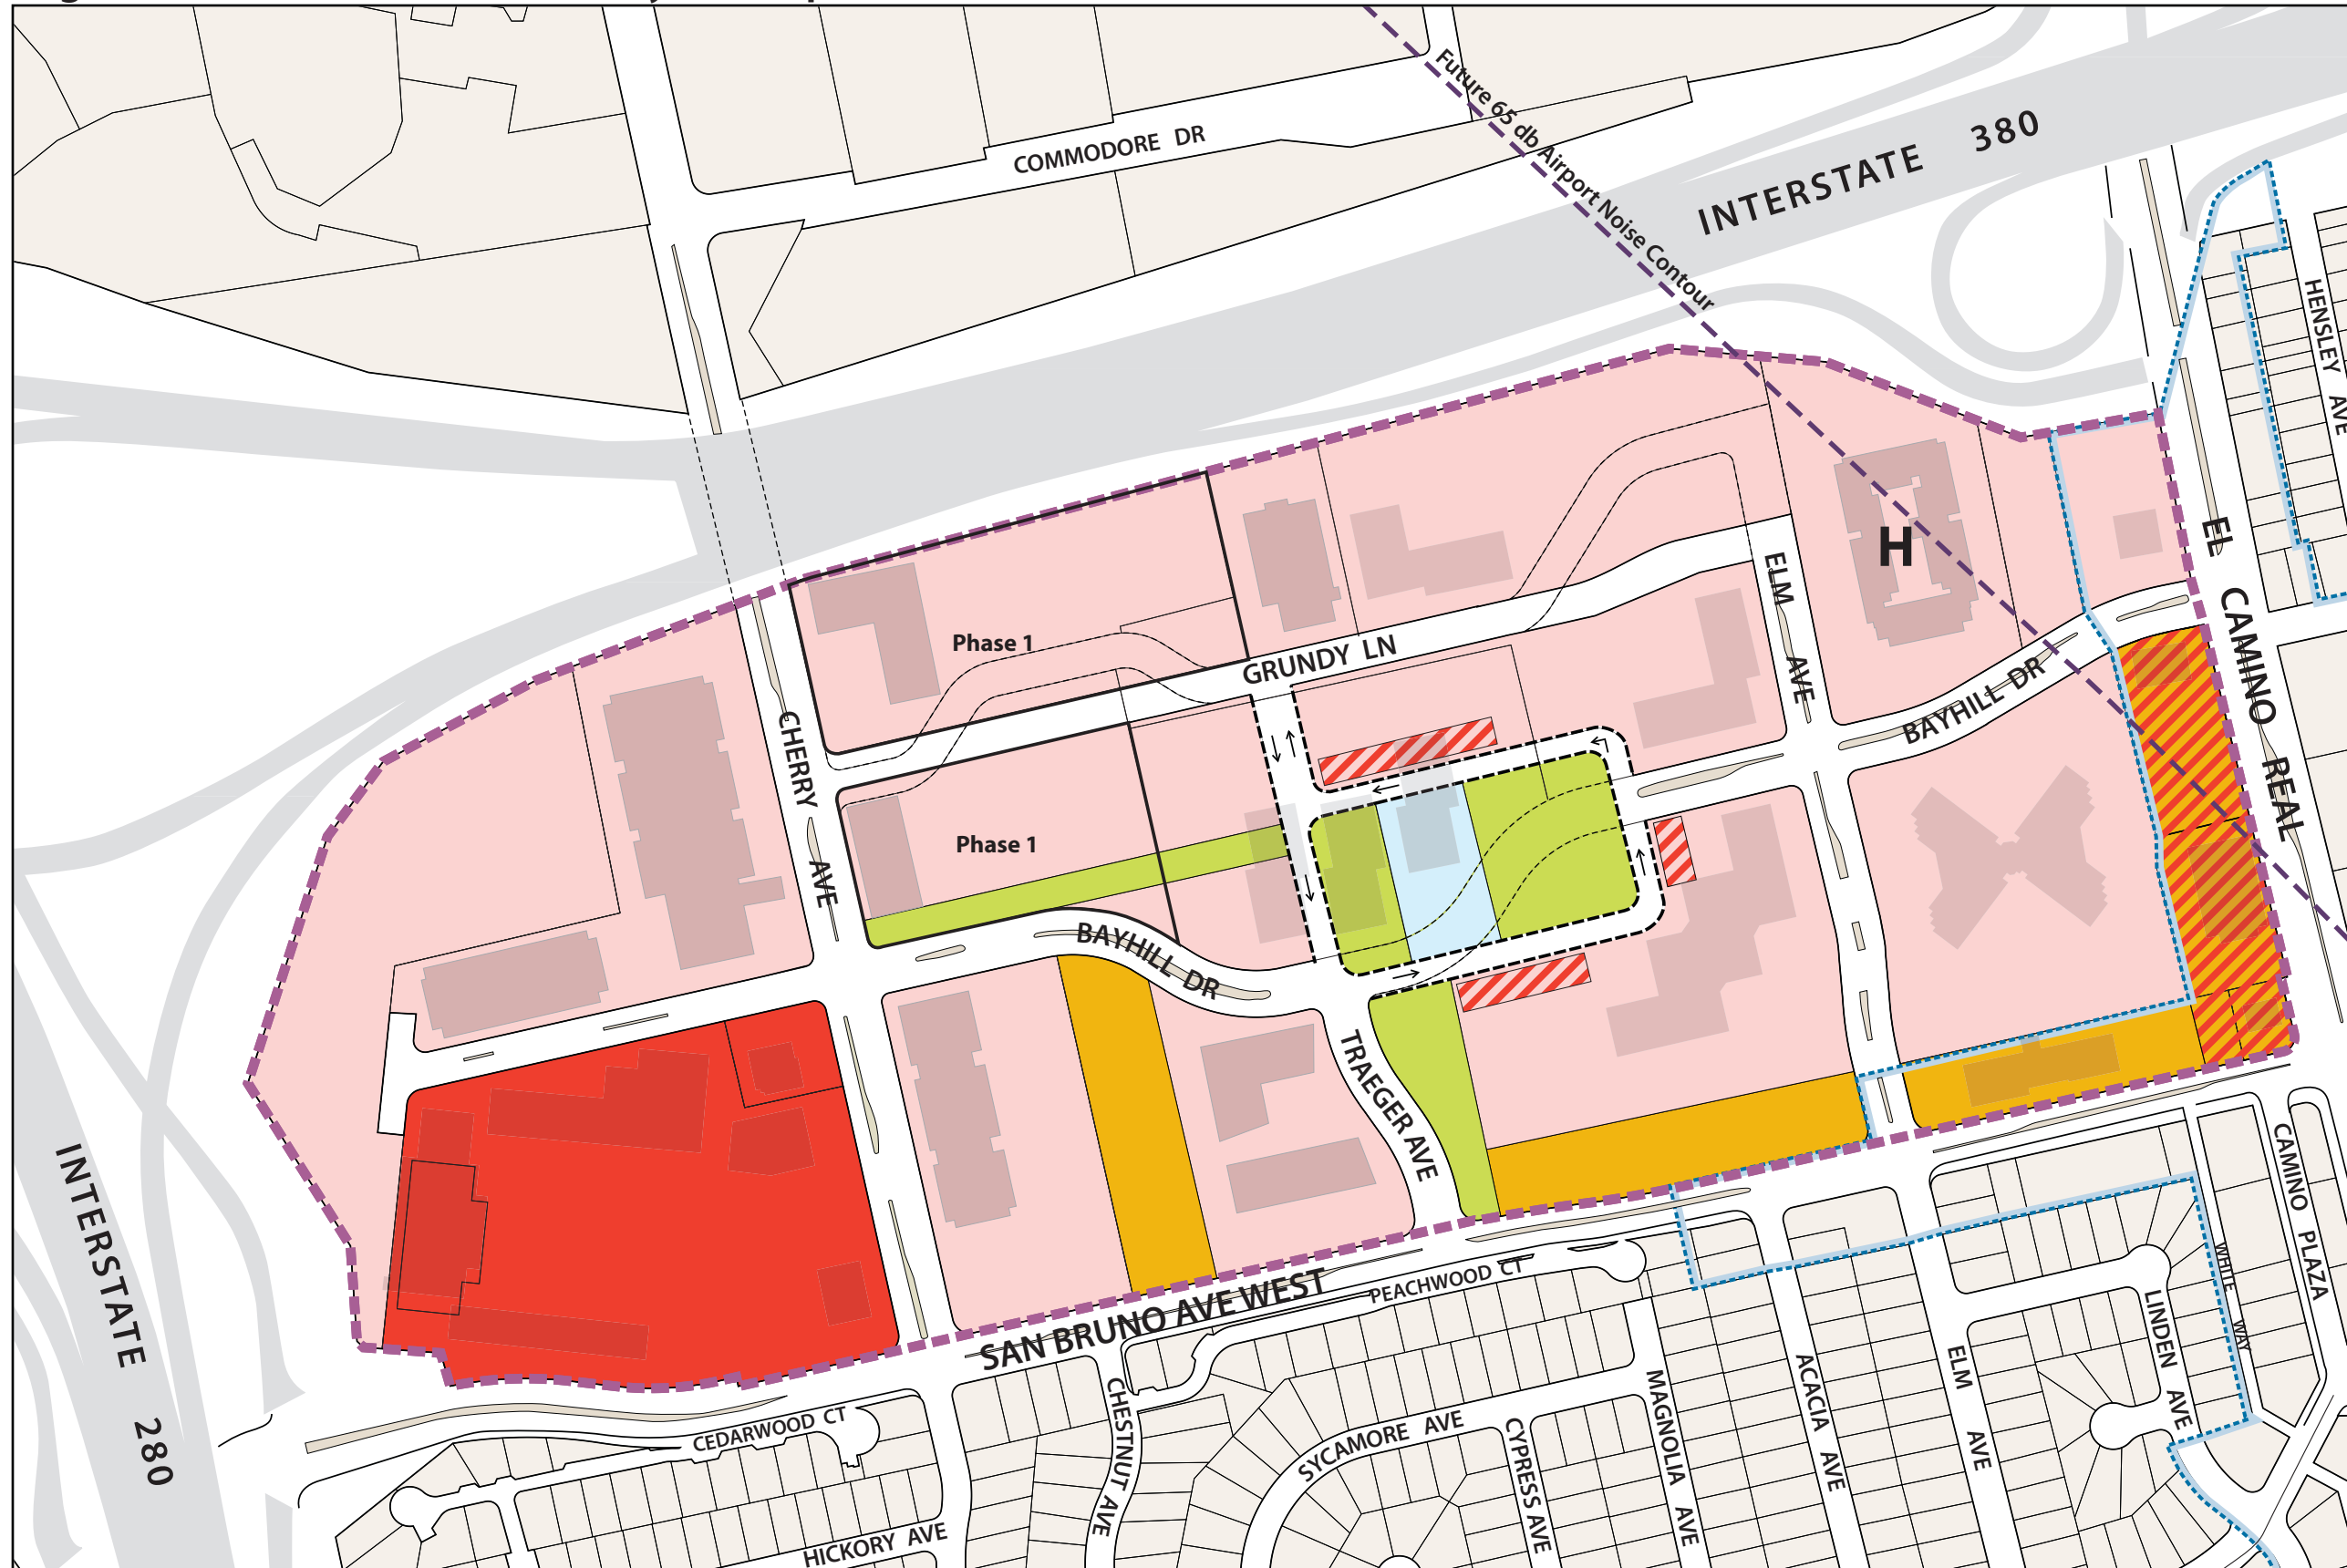 COMMODORE DR
Future 65 db Airport Noise Contour
INTERSTATE 380
HENSLEY AVE
EL CAMINO REAL
H
ELM AVE
Phase 1
GRUNDY LN
BAYHILL DR
CHERRY AVE
Phase 1
BAYHILL DR
TRAEGER AVE
INTERSTATE 280
SAN BRUNO AVE WEST
PEACHWOOD CT
CAMINO PLAZA
WHITE WAY
LINDEN AVE
CEDARWOOD CT
CHESTNUT AVE
SYCAMORE AVE
CYPRESS AVE
MAGNOLIA AVE
ACACIA AVE
ELM AVE
HICKORY AVE